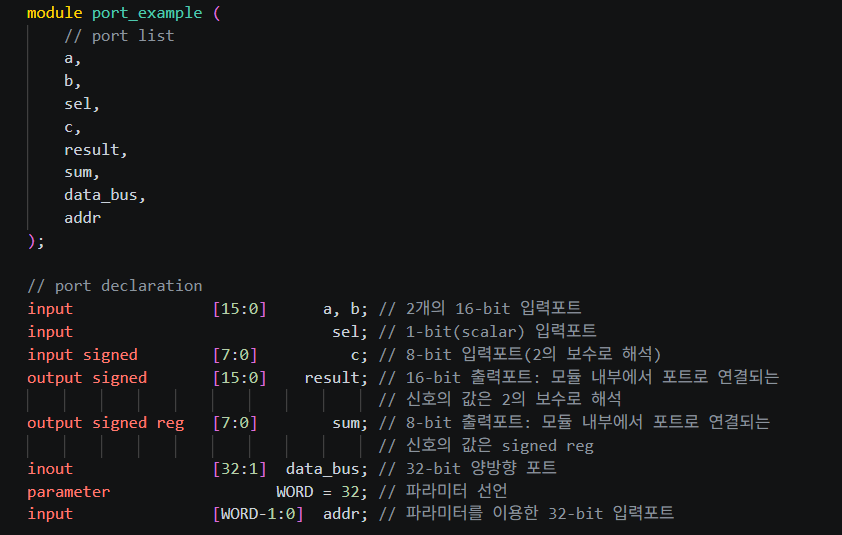 module port_example (
// port list
a,
b,
sel,
c,
result,
sum,
data_bus,
addr
);
// port declaration
input [15:0] a, b; // 2개의 16-bit 입력포트
input sel; // 1-bit(scalar) 입력포트
input signed [7:0] c; // 8-bit 입력포트(2의 보수로 해석)
output signed [15:0] result; // 16-bit 출력포트: 모듈 내부에서 포트로 연결되는
// 신호의 값은 2의 보수로 해석
output signed reg [7:0] sum; // 8-bit 출력포트: 모듈 내부에서 포트로 연결되는
// 신호의 값은 signed reg
inout [32:1] data_bus; // 32-bit 양방향 포트
parameter WORD = 32; // 파라미터 선언
input [WORD-1:0] addr; // 파라미터를 이용한 32-bit 입력포트